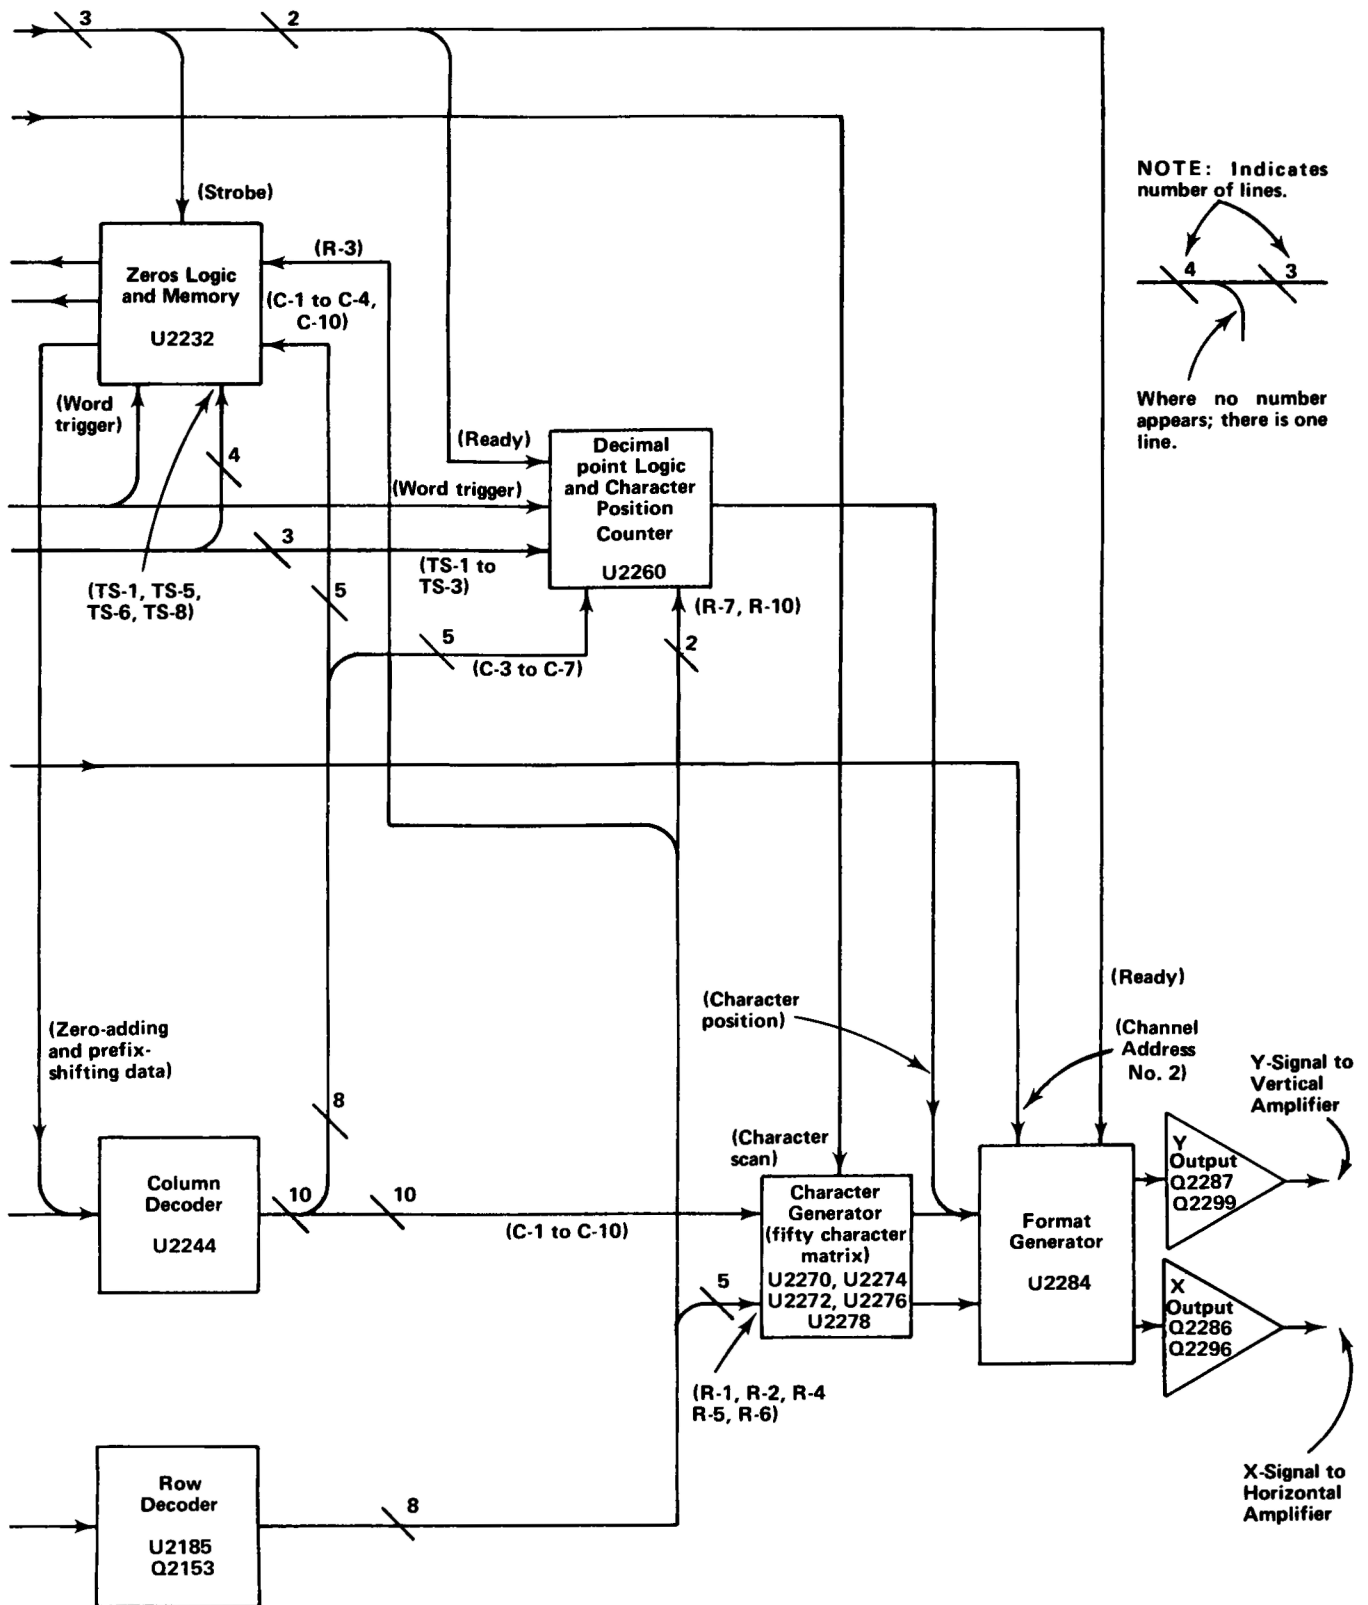 3
2
NOTE: Indicates
number of lines.
4
3
Where no number
appears; there is one
line.
(Strobe)
(R-3)
Zeros Logic
and Memory
U2232
(C-1 to C-4,
C-10)
(Word
trigger)
4
(Ready)
(Word trigger)
Decimal
point Logic
and Character
Position
Counter
U2260
3
(TS-1 to
TS-3)
(TS-1, TS-5,
TS-6, TS-8)
5
(R-7, R-10)
5
2
(C-3 to C-7)
(Ready)
(Character
position)
(Channel
Address
No. 2)
(Zero-adding
and prefix-
shifting data)
Y-Signal to
Vertical
Amplifier
8
(Character
scan)
Column
Decoder
U2244
10
10
(C-1 to C-10)
Character
Generator
(fifty character
matrix)
U2270, U2274
U2272, U2276
U2278
Format
Generator
U2284
Y
Output
Q2287
Q2299
5
X
Output
Q2286
Q2296
(R-1, R-2, R-4
R-5, R-6)
Row
Decoder
U2185
Q2153
8
X-Signal to
Horizontal
Amplifier